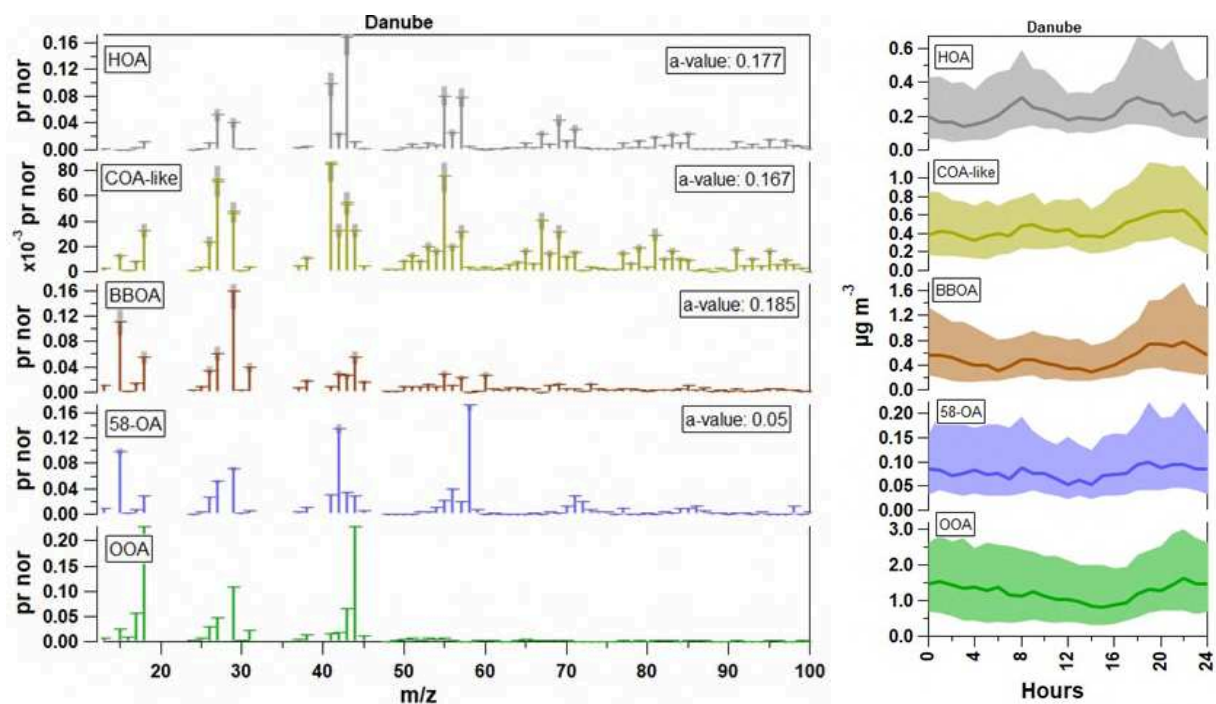 Danube
HOA
a-value: 0.177
pr nor
0.16
0.12
0.08
0.04
0.00
COA-like
a-value: 0.167
x10⁻³ pr nor
80
60
40
20
0
BBOA
a-value: 0.185
pr nor
0.16
0.12
0.08
0.04
0.00
58-OA
a-value: 0.05
pr nor
0.16
0.12
0.08
0.04
0.00
OOA
pr nor
0.20
0.15
0.10
0.05
0.00
20 30 40 50 60 70 80 90 100
m/z
Danube
HOA
0.6
0.4
0.2
0.0
COA-like
1.0
0.8
0.6
0.4
0.2
0.0
BBOA
1.6
1.2
0.8
0.4
0.0
µg m⁻³
58-OA
0.20
0.15
0.10
0.05
0.00
OOA
3.0
2.0
1.0
0.0
0 4 8 12 16 20 24
Hours